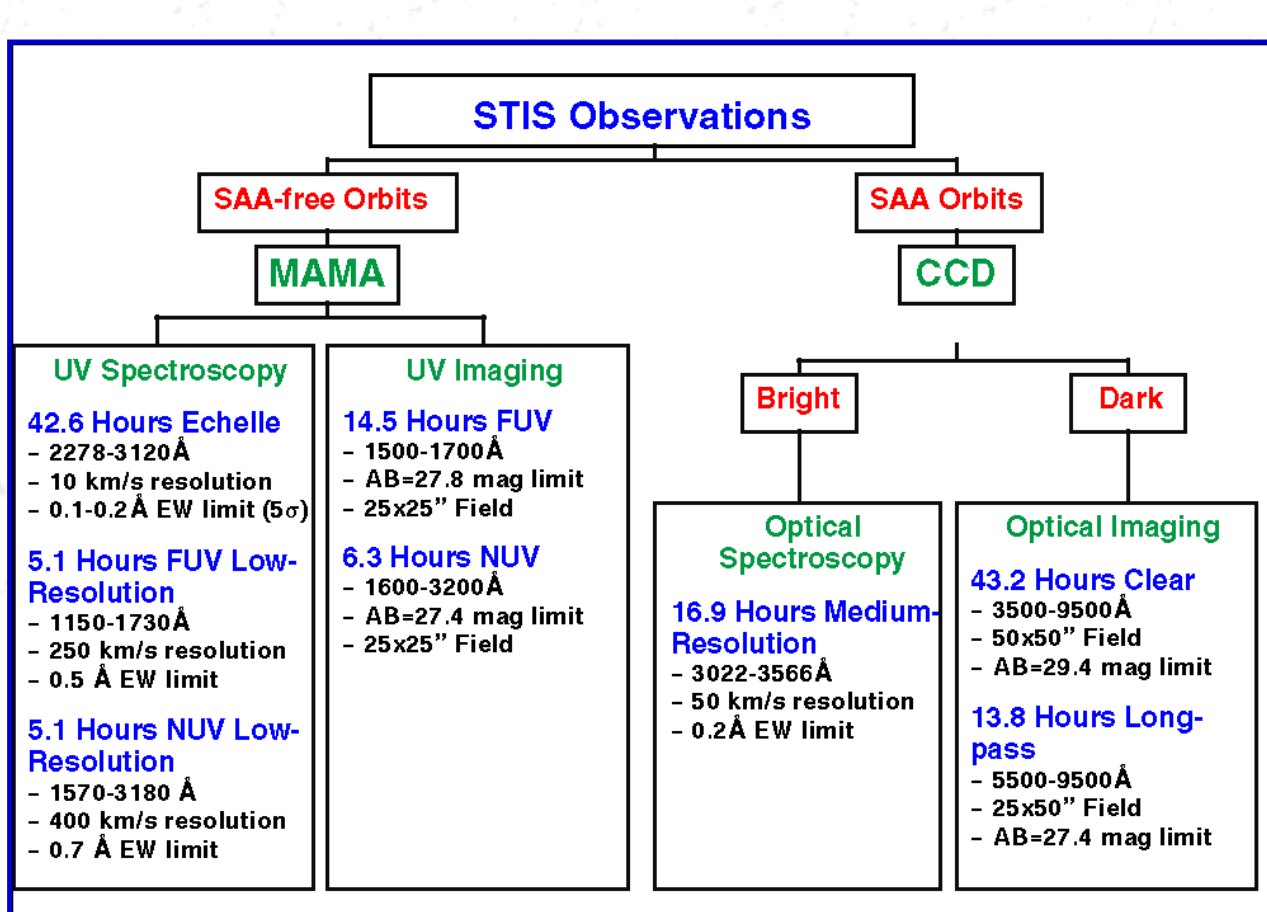 STIS Observations
SAA-free Orbits
SAA Orbits
MAMA
CCD
UV Spectroscopy
42.6 Hours Echelle
– 2278-3120Å
– 10 km/s resolution
– 0.1-0.2Å EW limit (5σ)
5.1 Hours FUV Low-
Resolution
– 1150-1730Å
– 250 km/s resolution
– 0.5 Å EW limit
5.1 Hours NUV Low-
Resolution
– 1570-3180 Å
– 400 km/s resolution
– 0.7 Å EW limit
UV Imaging
14.5 Hours FUV
– 1500-1700Å
– AB=27.8 mag limit
– 25x25” Field
6.3 Hours NUV
– 1600-3200Å
– AB=27.4 mag limit
– 25x25” Field
Bright
Dark
Optical
Spectroscopy
16.9 Hours Medium-
Resolution
– 3022-3566Å
– 50 km/s resolution
– 0.2Å EW limit
Optical Imaging
43.2 Hours Clear
– 3500-9500Å
– 50x50” Field
– AB=29.4 mag limit
13.8 Hours Long-
pass
– 5500-9500Å
– 25x50” Field
– AB=27.4 mag limit